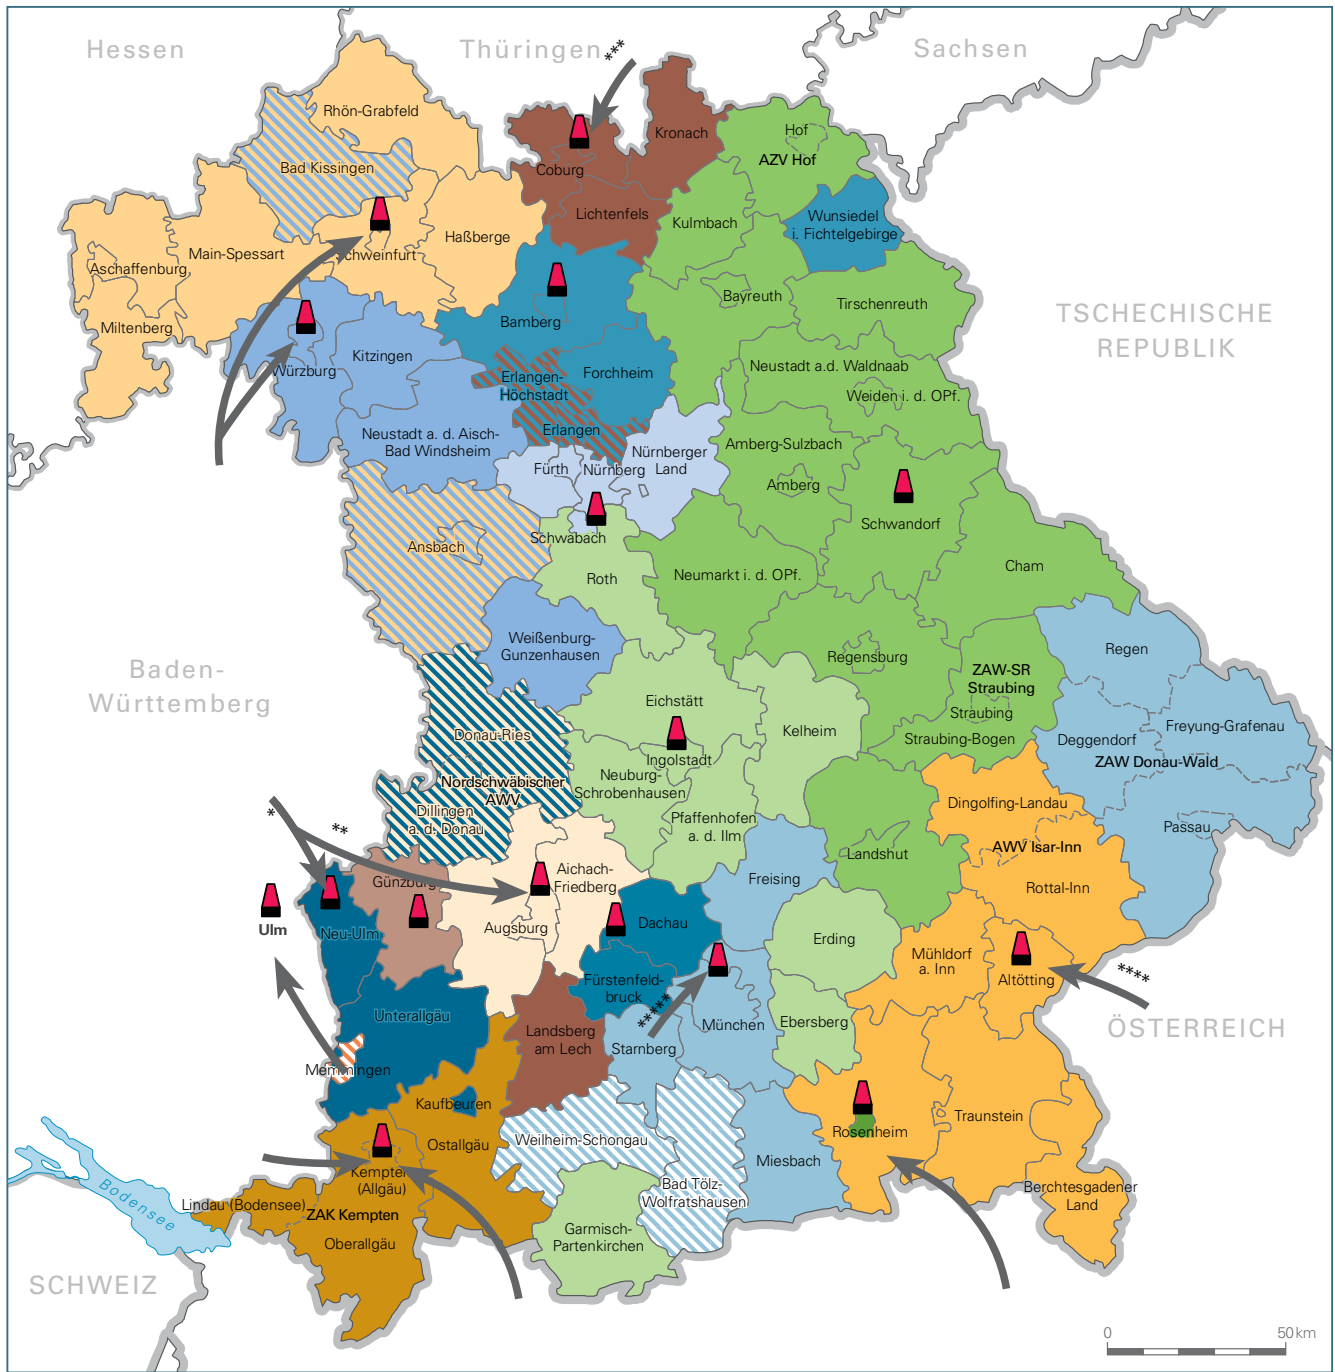 Hessen
Thüringen
***
Sachsen
Rhön-Grabfeld
Kronach
Hof
AZV Hof
Bad Kissingen
Coburg
Lichtenfels
Kulmbach
Wunsiedel
i. Fichtelgebirge
Main-Spessart
Haßberge
Schweinfurt
Aschaffenburg
Bayreuth
Tirschenreuth
TSCHECHISCHE
REPUBLIK
Miltenberg
Bamberg
Kitzingen
Würzburg
Erlangen-
Höchstadt
Forchheim
Neustadt a.d. Waldnaab
Weiden i. d. OPf.
Neustadt a. d. Aisch-
Bad Windsheim
Erlangen
Fürth
Nürnberg
Nürnberger
Land
Amberg-Sulzbach
Amberg
Schwandorf
Ansbach
Schwabach
Roth
Neumarkt i. d. OPf.
Cham
Weißenburg-
Gunzenhausen
Regensburg
ZAW-SR
Straubing
Straubing
Straubing-Bogen
Regen
Baden-
Württemberg
Eichstätt
Kelheim
Deggendorf
Freyung-Grafenau
ZAW Donau-Wald
Donau-Ries
Nordschwäbischer
AWV
Ingolstadt
Neuburg-
Schrobenhausen
Dillingen
a. d. Donau
Pfaffenhofen
a. d. Ilm
Dingolfing-Landau
Passau
*
**
Landshut
AWV Isar-Inn
Rottal-Inn
Günzburg
Aichach-
Friedberg
Freising
Ulm
Neu-Ulm
Augsburg
Dachau
Erding
Mühldorf
a. Inn
Altötting
****
Fürstenfeld-
bruck
*****
Unterallgäu
Landsberg
am Lech
Starnberg
München
Ebersberg
ÖSTERREICH
Memmingen
Kaufbeuren
Ostallgäu
Weilheim-Schongau
Miesbach
Rosenheim
Traunstein
Kempten
(Allgäu)
Bad Tölz-
Wolfratshausen
Berchtesgadener
Land
Bodensee
Lindau (Bodensee)
ZAK Kempten
Oberallgäu
Garmisch-
Partenkirchen
SCHWEIZ
0
50 km